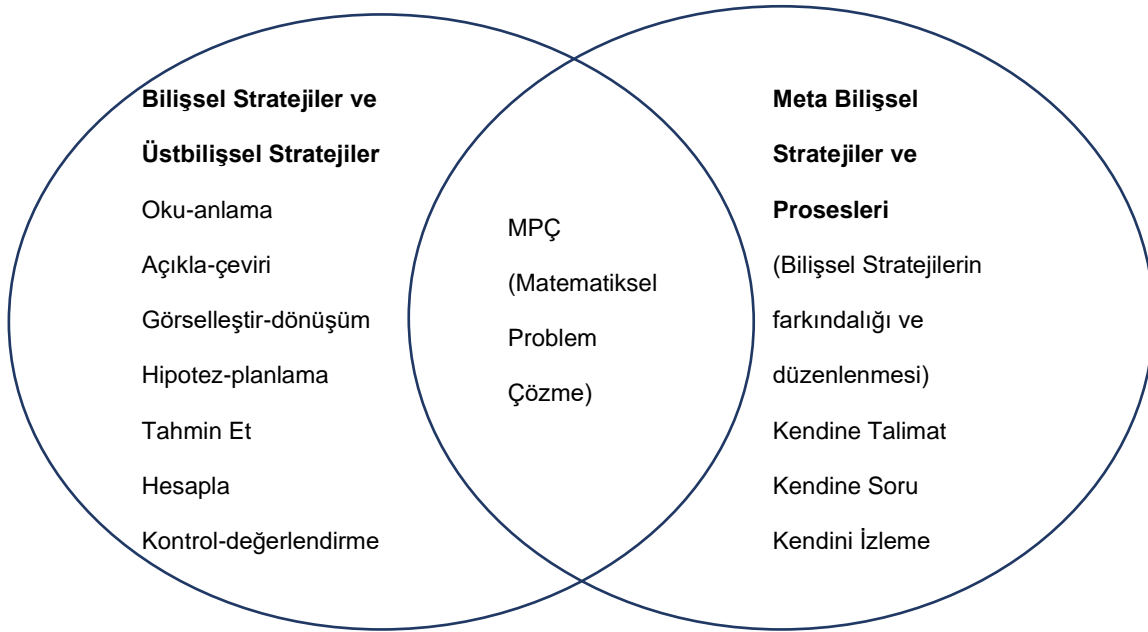 Bilişsel Stratejiler ve
Üstbilişsel Stratejiler
Oku-anlama
Açıkla-çeviri
Görselleştir-dönüşüm
Hipotez-planlama
Tahmin Et
Hesapla
Kontrol-değerlendirme
MPÇ
(Matematiksel
Problem
Çözme)
Meta Bilişsel
Stratejiler ve
Prosesleri
(Bilişsel Stratejilerin
farkındalığı ve
düzenlenmesi)
Kendine Talimat
Kendine Soru
Kendini İzleme